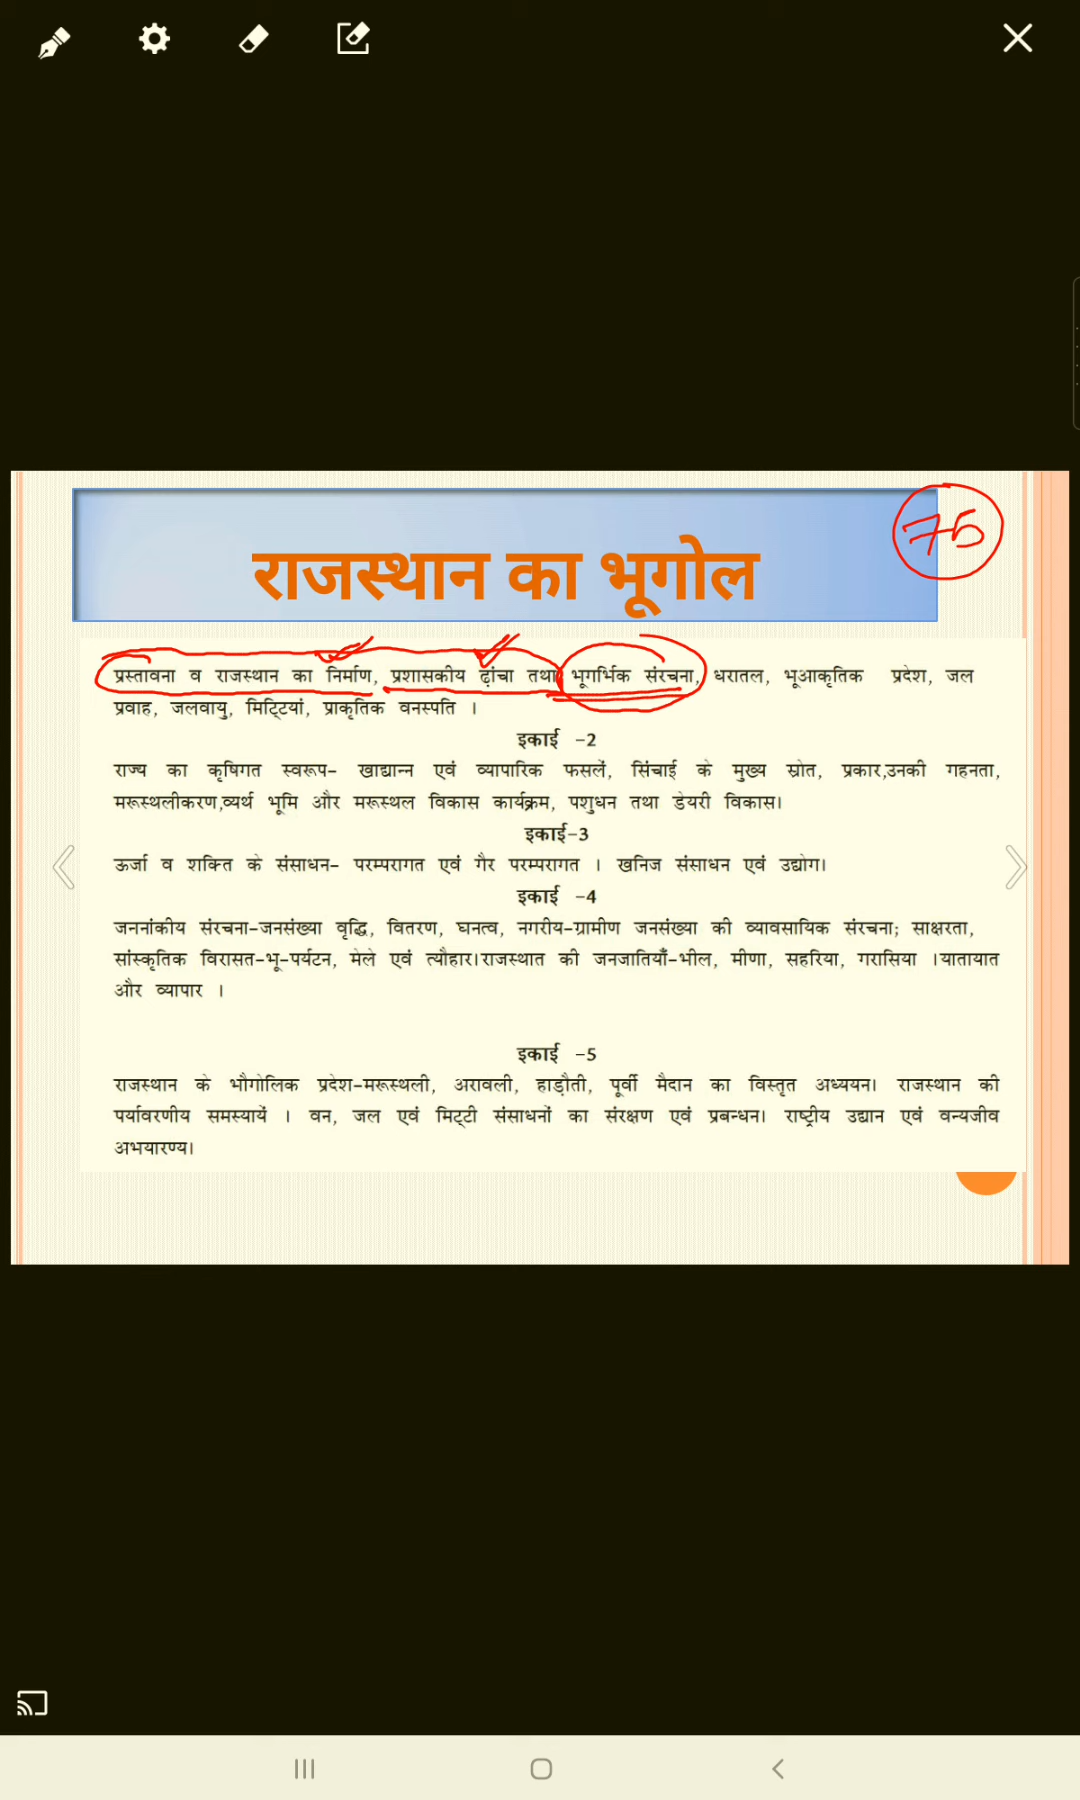 राजस्थान का भूगोल
75
प्रस्तावना व राजस्थान का निर्माण, प्रशासकीय ढ़ांचा तथा भूगर्भिक संरचना, धरातल, भूआकृतिक प्रदेश, जल
प्रवाह, जलवायु, मिट्टियां, प्राकृतिक वनस्पति ।
इकाई -2
राज्य का कृषिगत स्वरूप- खाद्यान्न एवं व्यापारिक फसलें, सिंचाई के मुख्य स्रोत, प्रकार,उनकी गहनता,
मरूस्थलीकरण,व्यर्थ भूमि और मरूस्थल विकास कार्यक्रम, पशुधन तथा डेयरी विकास।
इकाई-3
ऊर्जा व शक्ति के संसाधन- परम्परागत एवं गैर परम्परागत । खनिज संसाधन एवं उद्योग।
इकाई -4
जननांकीय संरचना-जनसंख्या वृद्धि, वितरण, घनत्व, नगरीय-ग्रामीण जनसंख्या की व्यावसायिक संरचना; साक्षरता,
सांस्कृतिक विरासत-भू-पर्यटन, मेले एवं त्यौहार।राजस्थात की जनजातियाँ-भील, मीणा, सहरिया, गरासिया ।यातायात
और व्यापार ।
इकाई -5
राजस्थान के भौगोलिक प्रदेश-मरूस्थली, अरावली, हाड़ौती, पूर्वी मैदान का विस्तृत अध्ययन। राजस्थान की
पर्यावरणीय समस्यायें । वन, जल एवं मिट्टी संसाधनों का संरक्षण एवं प्रबन्धन। राष्ट्रीय उद्यान एवं वन्यजीव
अभयारण्य।